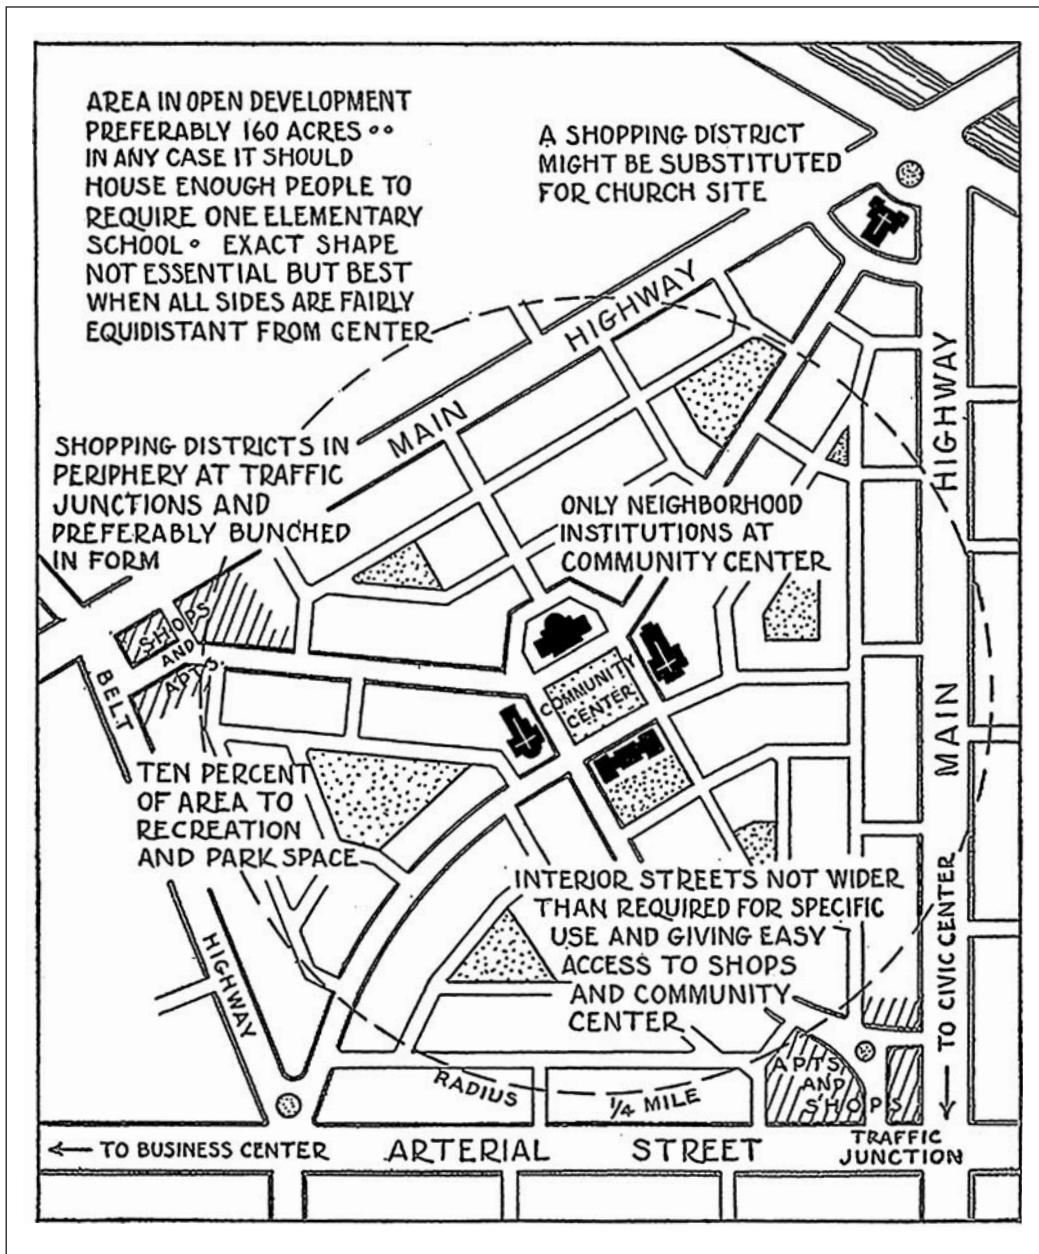 AREA IN OPEN DEVELOPMENT
PREFERABLY 160 ACRES ••
IN ANY CASE IT SHOULD
HOUSE ENOUGH PEOPLE TO
REQUIRE ONE ELEMENTARY
SCHOOL • EXACT SHAPE
NOT ESSENTIAL BUT BEST
WHEN ALL SIDES ARE FAIRLY
EQUIDISTANT FROM CENTER
A SHOPPING DISTRICT
MIGHT BE SUBSTITUTED
FOR CHURCH SITE
MAIN HIGHWAY
HIGHWAY
MAIN
SHOPPING DISTRICTS IN
PERIPHERY AT TRAFFIC
JUNCTIONS AND
PREFERABLY BUNCHED
IN FORM
ONLY NEIGHBORHOOD
INSTITUTIONS AT
COMMUNITY CENTER
SHOPS
AND
APTS.
BELT
COMMUNITY
CENTER
TEN PERCENT
OF AREA TO
RECREATION
AND PARK SPACE
INTERIOR STREETS NOT WIDER
THAN REQUIRED FOR SPECIFIC
USE AND GIVING EASY
ACCESS TO SHOPS
AND COMMUNITY
CENTER
HIGHWAY
TO CIVIC CENTER →
RADIUS 1/4 MILE
APTS
AND
SHOPS
← TO BUSINESS CENTER
ARTERIAL STREET
TRAFFIC
JUNCTION